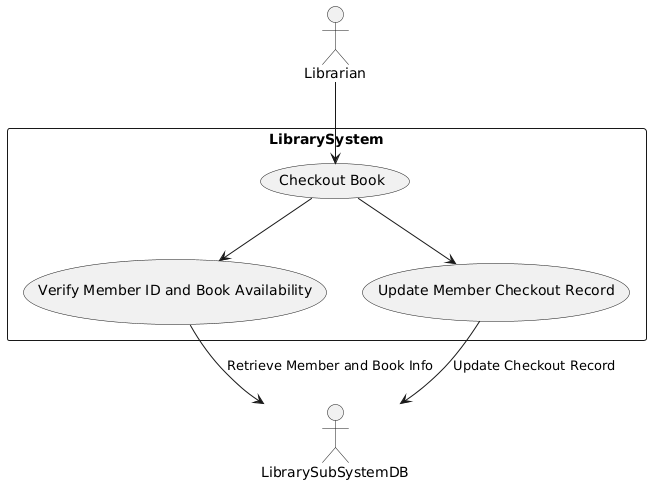 Librarian
LibrarySystem
Checkout Book
Verify Member ID and Book Availability
Update Member Checkout Record
Retrieve Member and Book Info
Update Checkout Record
LibrarySubSystemDB